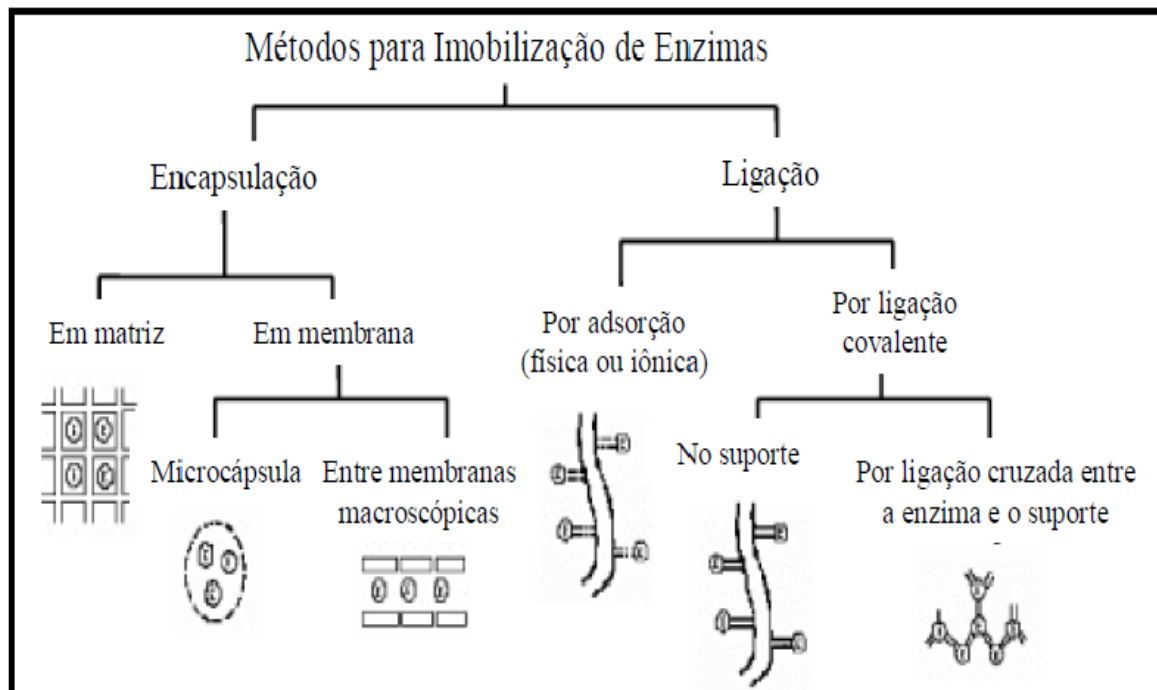 Métodos para Imobilização de Enzimas
Encapsulação
Ligação
Em matriz
Em membrana
Por adsorção
(física ou iônica)
Por ligação
covalente
Microcápsula
Entre membranas
macroscópicas
No suporte
Por ligação cruzada entre
a enzima e o suporte